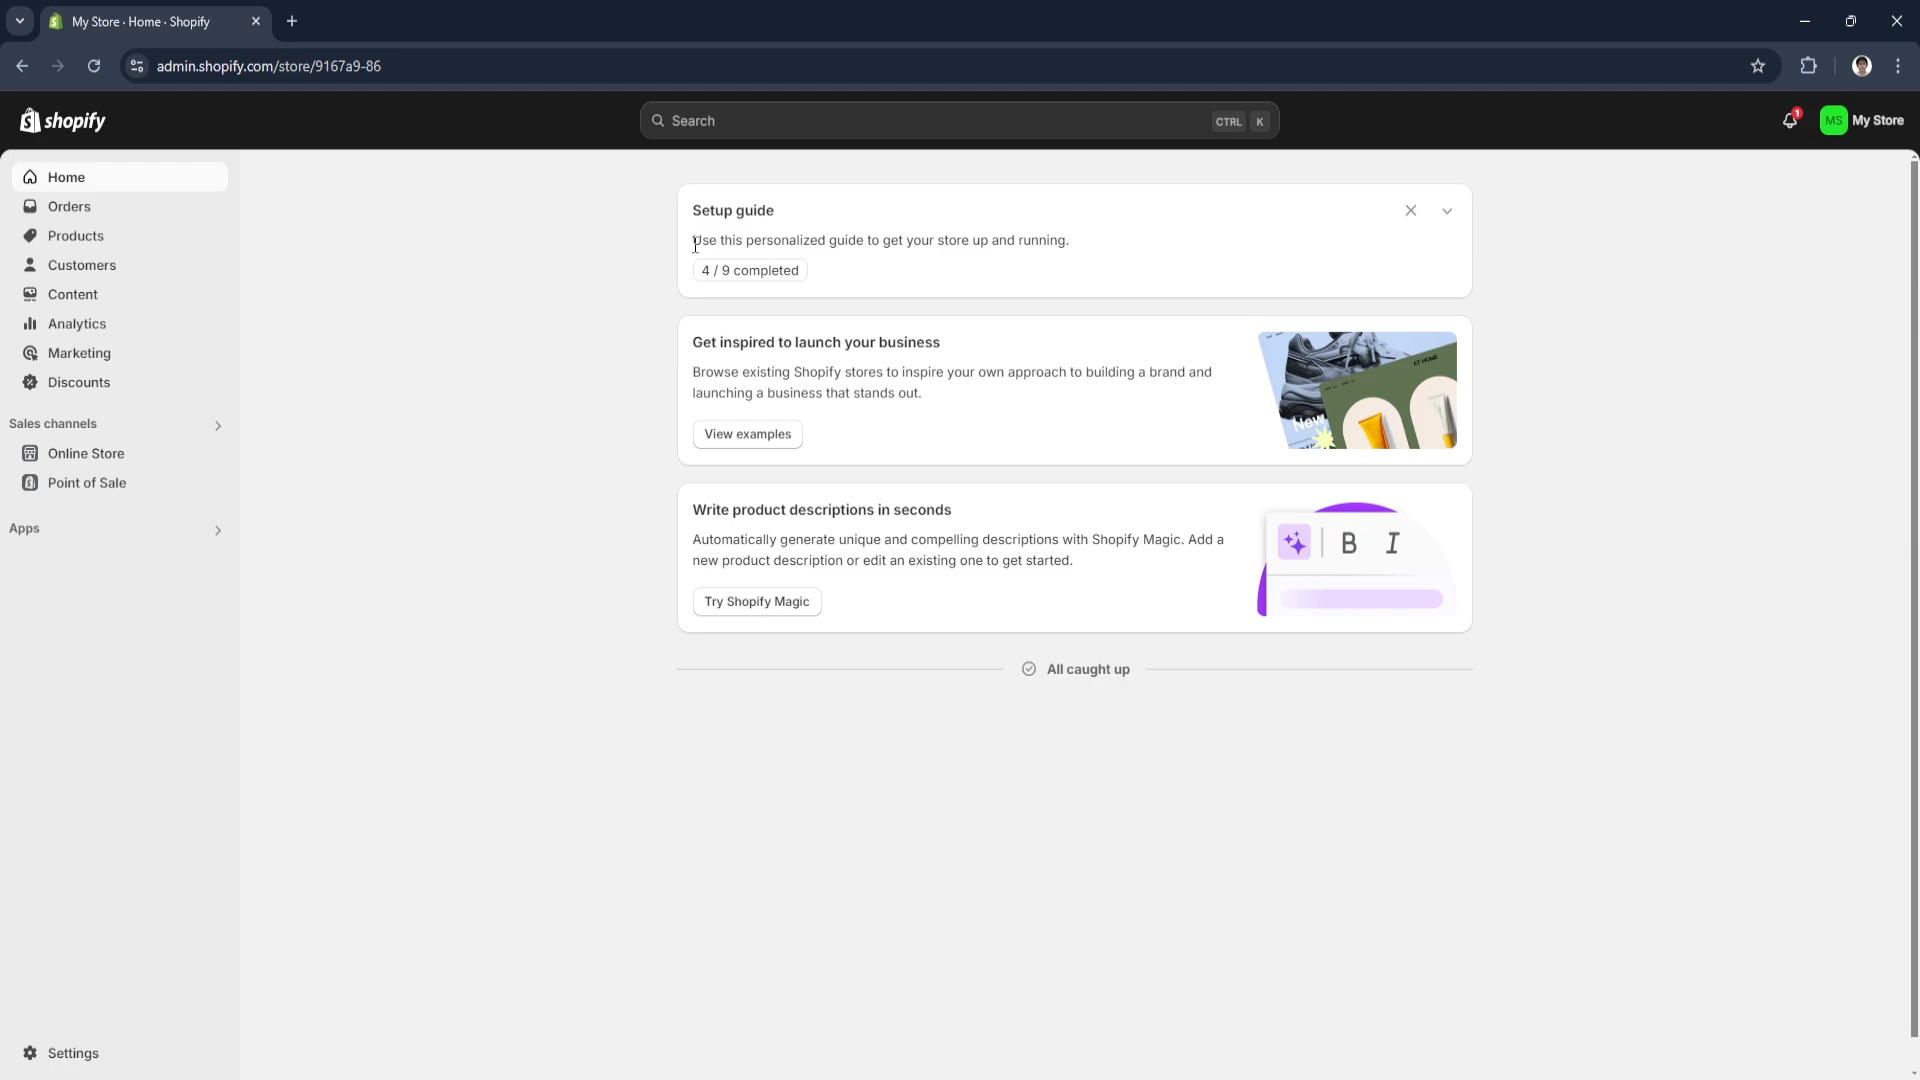 My Store · Home · Shopify
admin.shopify.com/store/9167a9-86
shopify
Search
CTRL K
1
MS My Store
Home
Orders
Products
Customers
Content
Analytics
Marketing
Discounts
Sales channels
Online Store
Point of Sale
Apps
Settings
Setup guide
Use this personalized guide to get your store up and running.
4 / 9 completed
Get inspired to launch your business
Browse existing Shopify stores to inspire your own approach to building a brand and
launching a business that stands out.
View examples
New
AT HOME
Write product descriptions in seconds
Automatically generate unique and compelling descriptions with Shopify Magic. Add a
new product description or edit an existing one to get started.
Try Shopify Magic
B I
All caught up